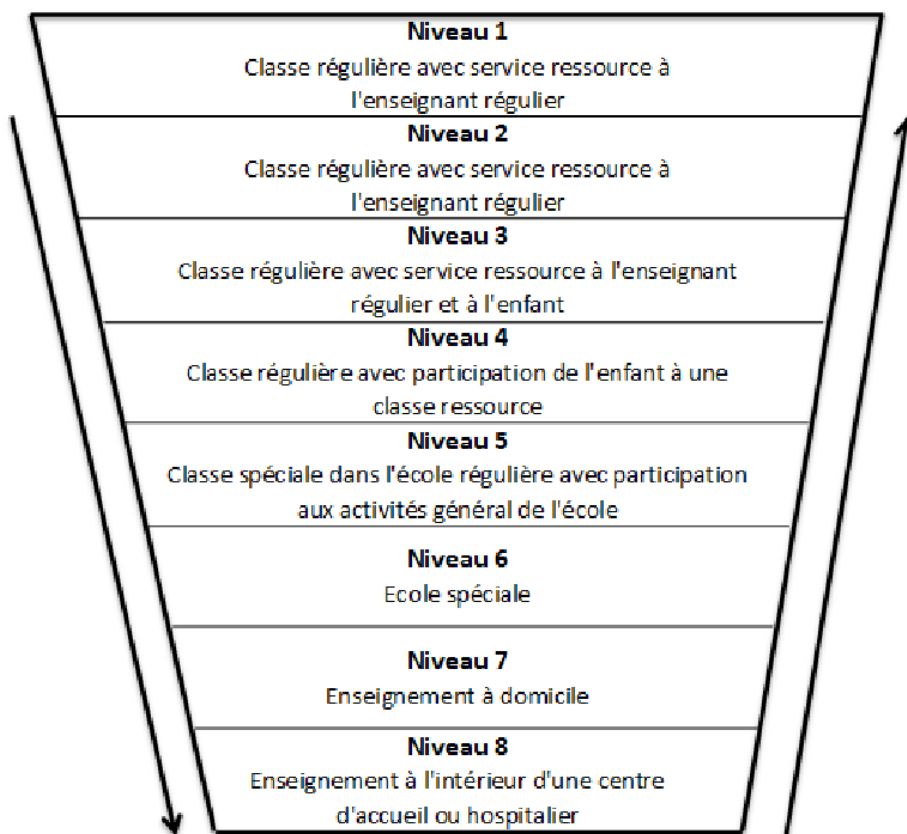 Niveau 1
Classe régulière avec service ressource à
l'enseignant régulier
Niveau 2
Classe régulière avec service ressource à
l'enseignant régulier
Niveau 3
Classe régulière avec service ressource à l'enseignant
régulier et à l'enfant
Niveau 4
Classe régulière avec participation de l'enfant à une
classe ressource
Niveau 5
Classe spéciale dans l'école régulière avec participation
aux activités général de l'école
Niveau 6
Ecole spéciale
Niveau 7
Enseignement à domicile
Niveau 8
Enseignement à l'intérieur d'une centre
d'accueil ou hospitalier